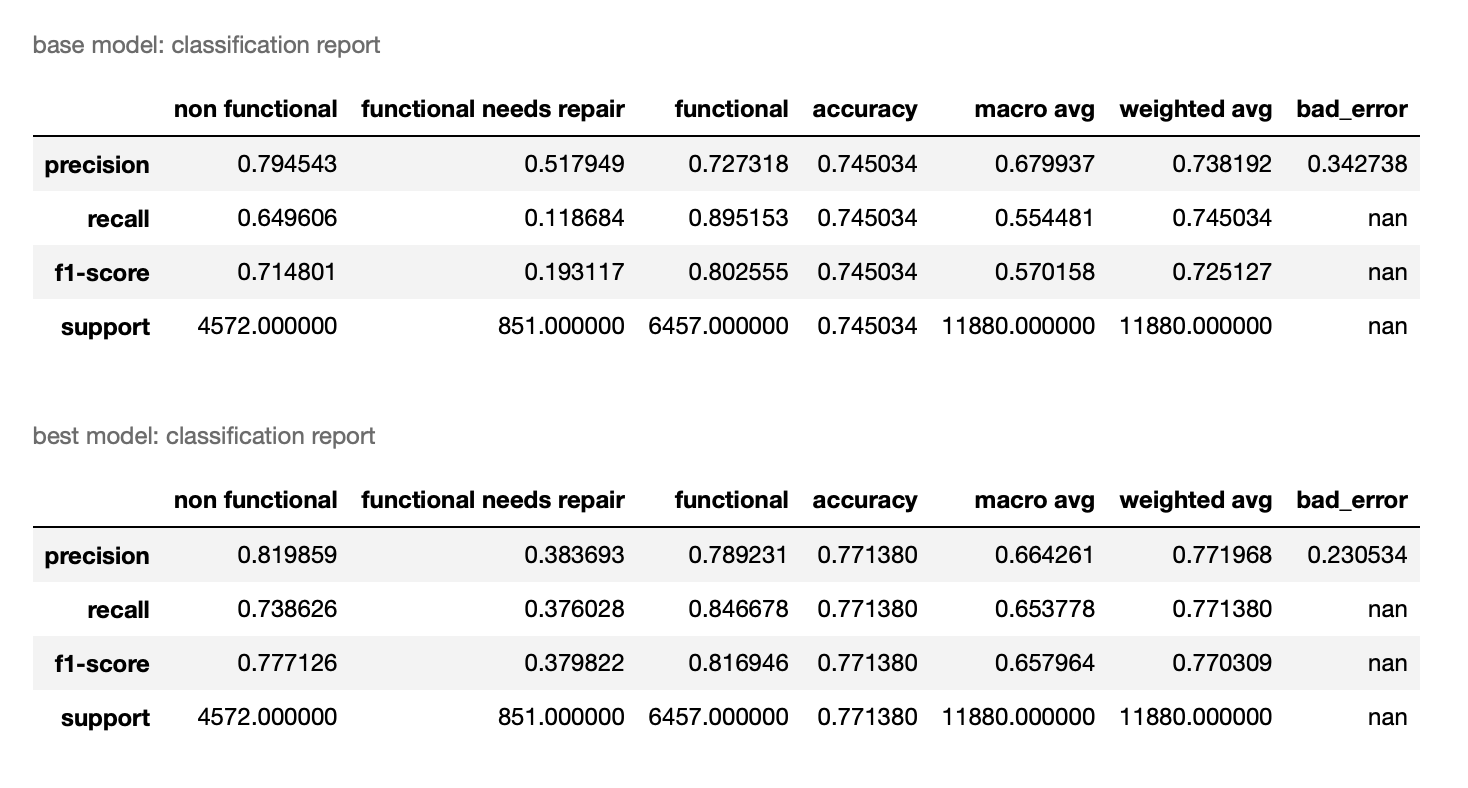 base model: classification report
non functional functional needs repair functional accuracy macro avg weighted avg bad_error
precision 0.794543 0.517949 0.727318 0.745034 0.679937 0.738192 0.342738
recall 0.649606 0.118684 0.895153 0.745034 0.554481 0.745034 nan
f1-score 0.714801 0.193117 0.802555 0.745034 0.570158 0.725127 nan
support 4572.000000 851.000000 6457.000000 0.745034 11880.000000 11880.000000 nan
best model: classification report
non functional functional needs repair functional accuracy macro avg weighted avg bad_error
precision 0.819859 0.383693 0.789231 0.771380 0.664261 0.771968 0.230534
recall 0.738626 0.376028 0.846678 0.771380 0.653778 0.771380 nan
f1-score 0.777126 0.379822 0.816946 0.771380 0.657964 0.770309 nan
support 4572.000000 851.000000 6457.000000 0.771380 11880.000000 11880.000000 nan